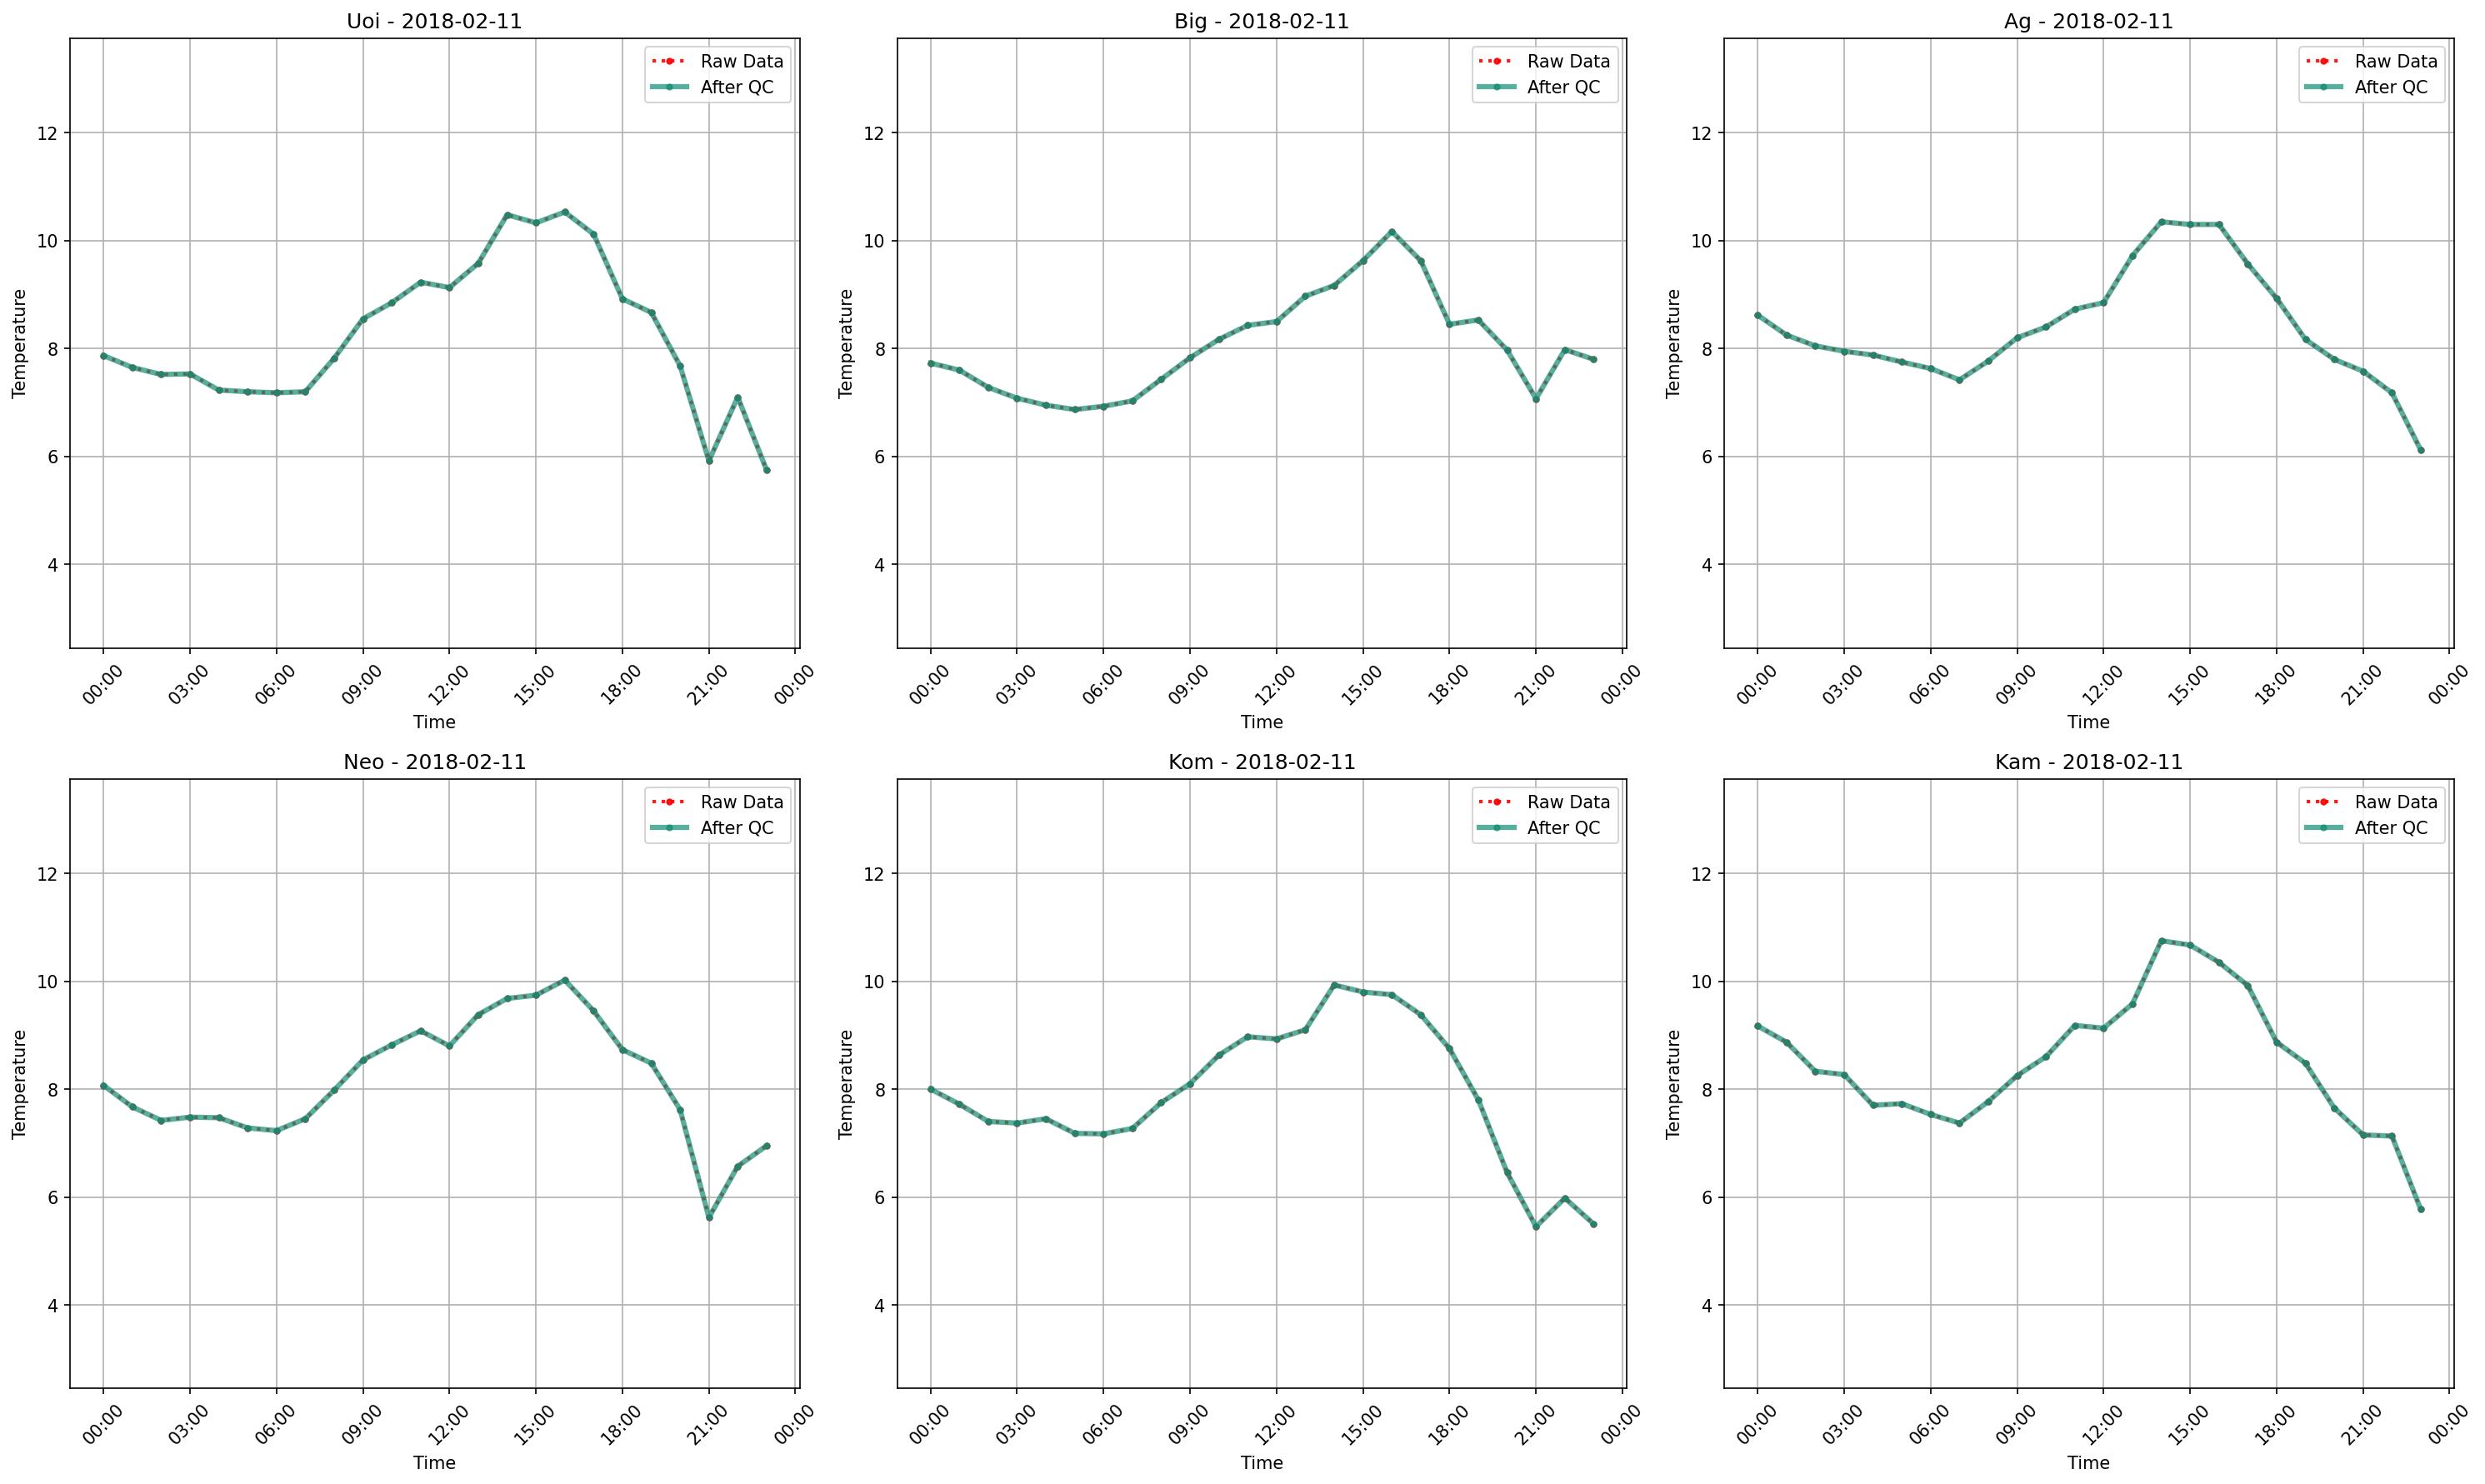 Uoi - 2018-02-11
Raw Data
After QC
12
10
8
6
4
Temperature
00:00
03:00
06:00
09:00
12:00
15:00
18:00
21:00
00:00
Time
Big - 2018-02-11
Raw Data
After QC
12
10
8
6
4
Temperature
00:00
03:00
06:00
09:00
12:00
15:00
18:00
21:00
00:00
Time
Ag - 2018-02-11
Raw Data
After QC
12
10
8
6
4
Temperature
00:00
03:00
06:00
09:00
12:00
15:00
18:00
21:00
00:00
Time
Neo - 2018-02-11
Raw Data
After QC
12
10
8
6
4
Temperature
00:00
03:00
06:00
09:00
12:00
15:00
18:00
21:00
00:00
Time
Kom - 2018-02-11
Raw Data
After QC
12
10
8
6
4
Temperature
00:00
03:00
06:00
09:00
12:00
15:00
18:00
21:00
00:00
Time
Kam - 2018-02-11
Raw Data
After QC
12
10
8
6
4
Temperature
00:00
03:00
06:00
09:00
12:00
15:00
18:00
21:00
00:00
Time